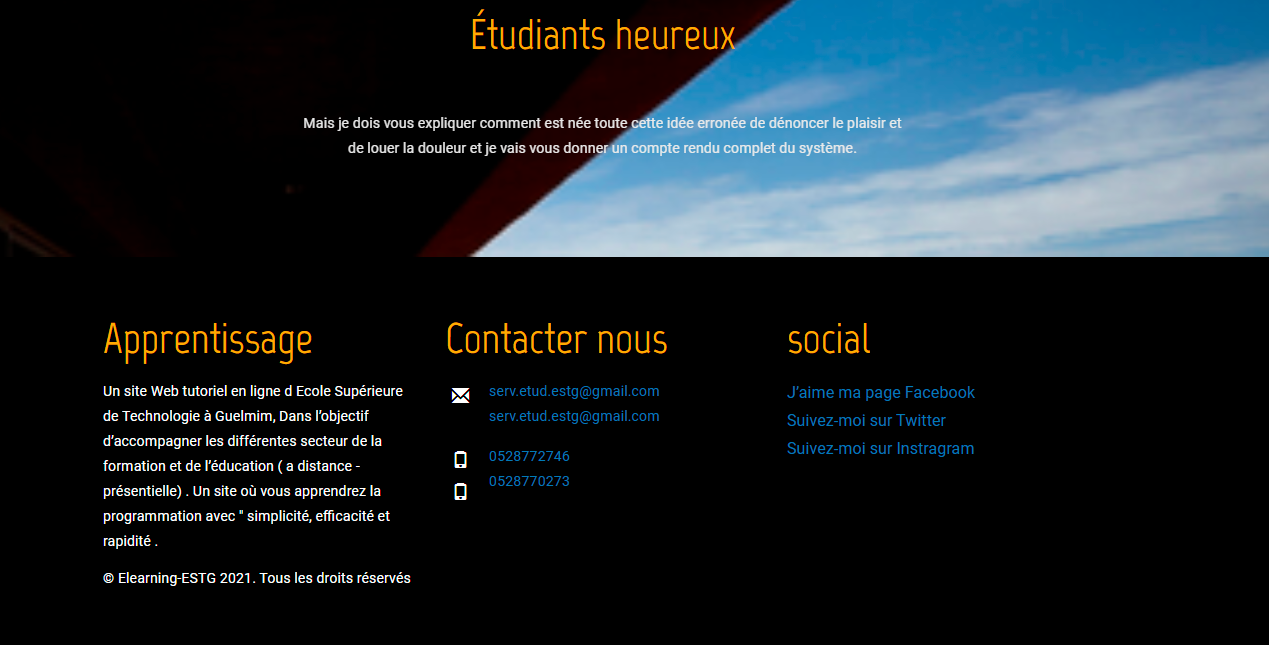 Étudiants heureux
Mais je dois vous expliquer comment est née toute cette idée erronée de dénoncer le plaisir et
de louer la douleur et je vais vous donner un compte rendu complet du système.
Apprentissage
Un site Web tutoriel en ligne d Ecole Supérieure
de Technologie à Guelmim, Dans l’objectif
d’accompagner les différentes secteur de la
formation et de l’éducation ( a distance -
présentielle) . Un site où vous apprendrez la
programmation avec " simplicité, efficacité et
rapidité .
© Elearning-ESTG 2021. Tous les droits réservés
Contacter nous
serv.etud.estg@gmail.com
serv.etud.estg@gmail.com
0528772746
0528770273
social
J’aime ma page Facebook
Suivez-moi sur Twitter
Suivez-moi sur Instragram